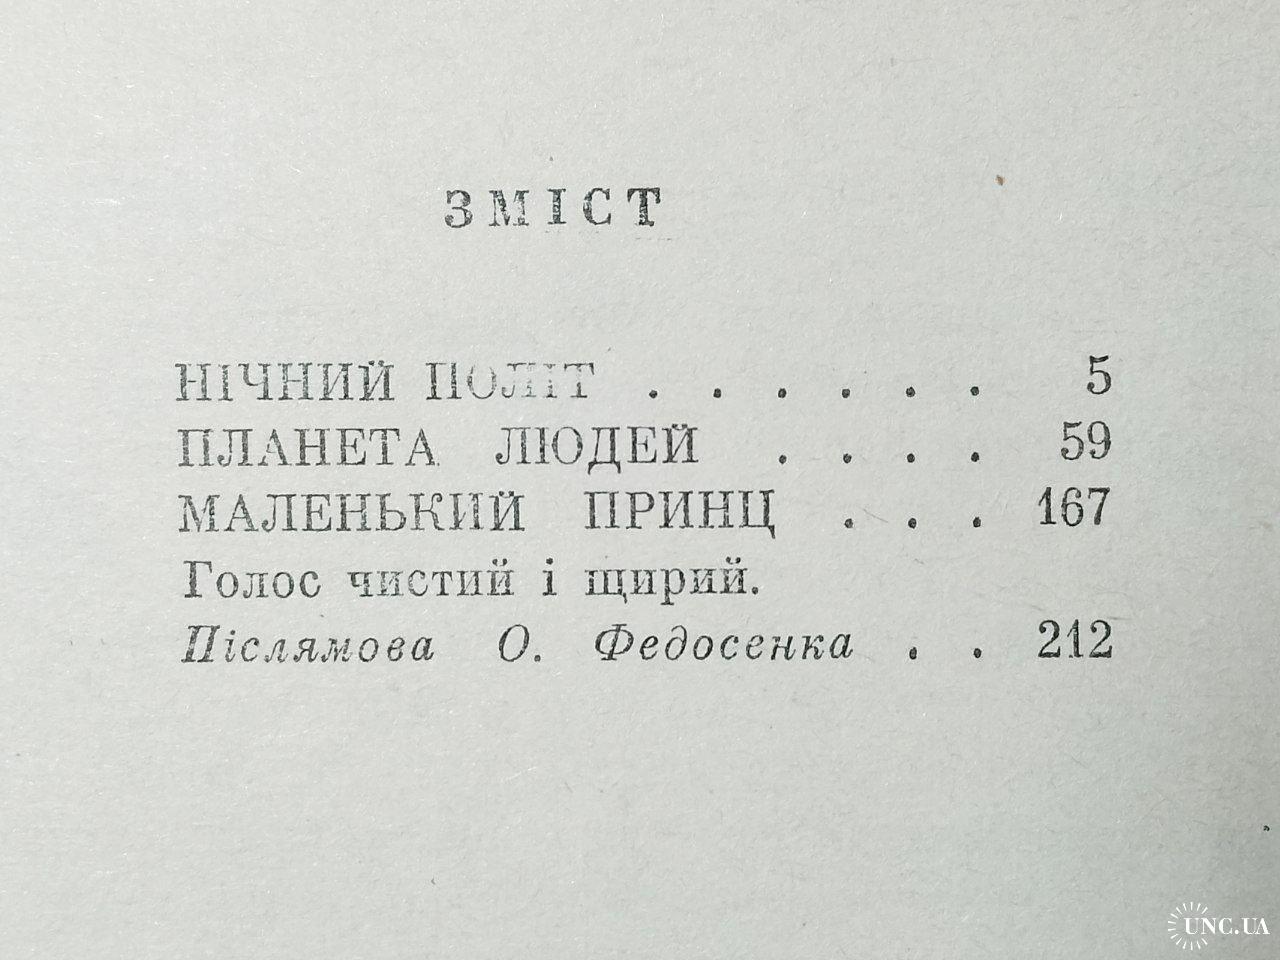 ЗМІСТ
НІЧНИЙ ПОЛІТ . . . . . . 5
ПЛАНЕТА ЛЮДЕЙ . . . . 59
МАЛЕНЬКИЙ ПРИНЦ . . . 167
Голос чистий і щирий.
Післямова О. Федосенка . . 212
UNC.UA